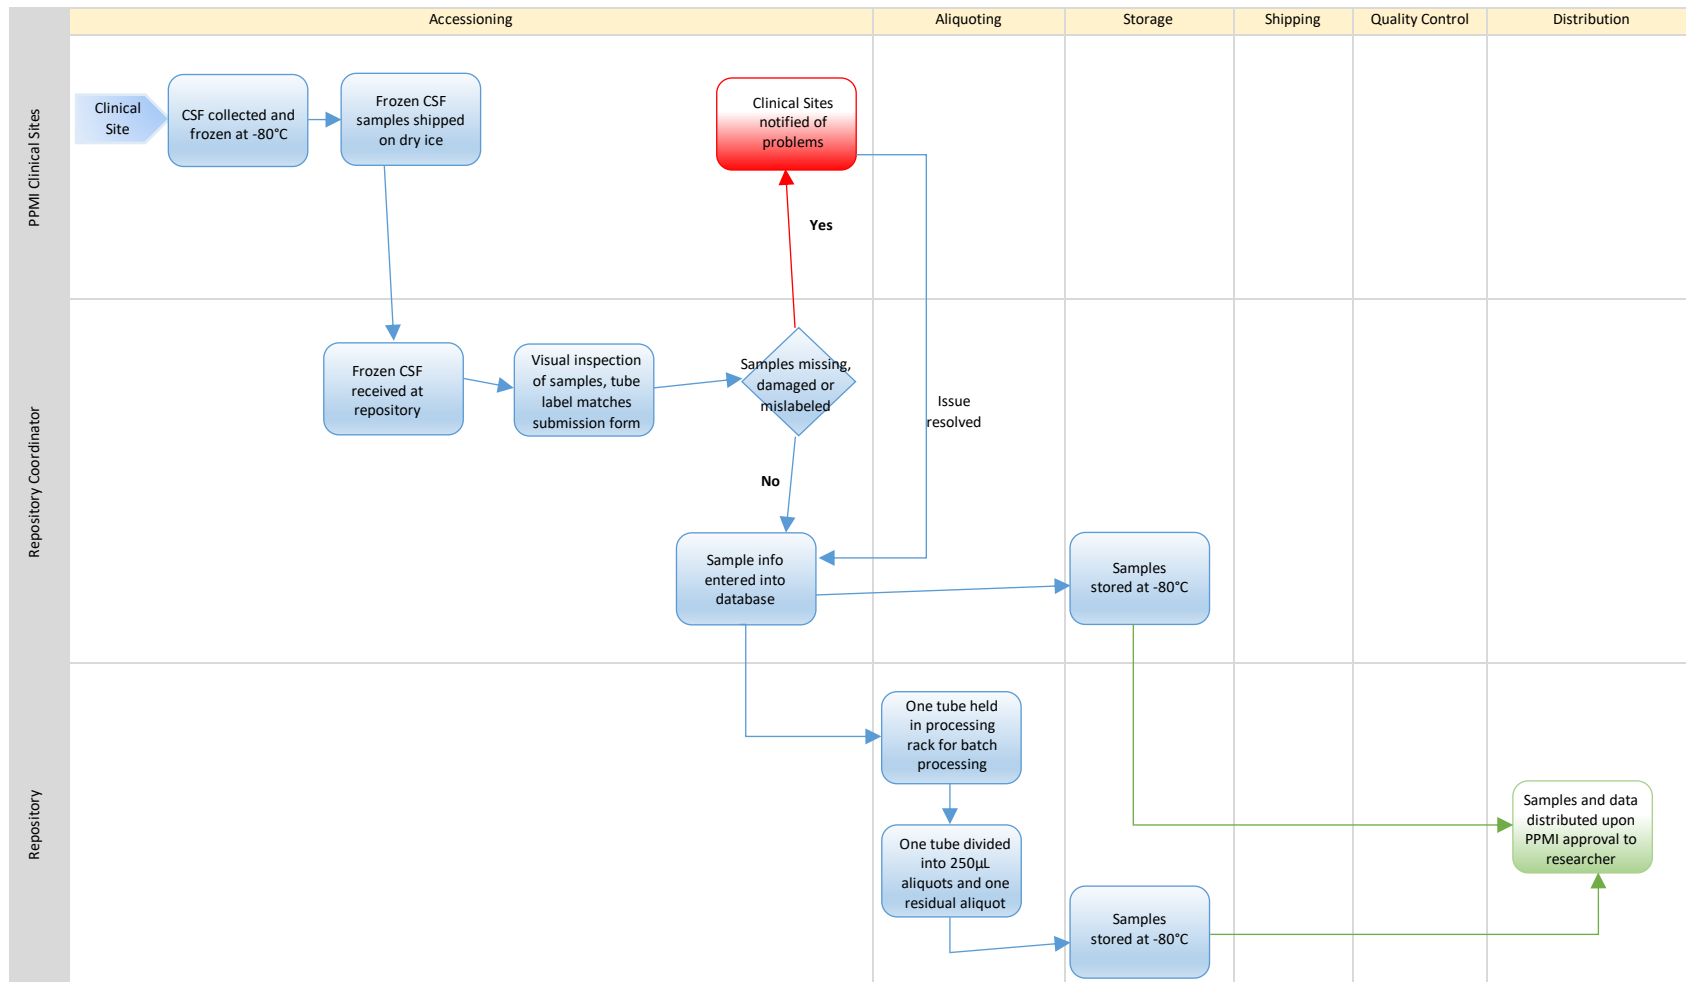 Accessioning
Aliquoting
Storage
Shipping
Quality Control
Distribution
PPMI Clinical Sites
Clinical
Site
CSF collected and
frozen at -80°C
Frozen CSF
samples shipped
on dry ice
Clinical Sites
notified of
problems
Yes
Repository Coordinator
Frozen CSF
received at
repository
Visual inspection
of samples, tube
label matches
submission form
Samples missing,
damaged or
mislabeled
Issue
resolved
No
Sample info
entered into
database
Samples
stored at -80°C
Repository
One tube held
in processing
rack for batch
processing
One tube divided
into 250µL
aliquots and one
residual aliquot
Samples
stored at -80°C
Samples and data
distributed upon
PPMI approval to
researcher